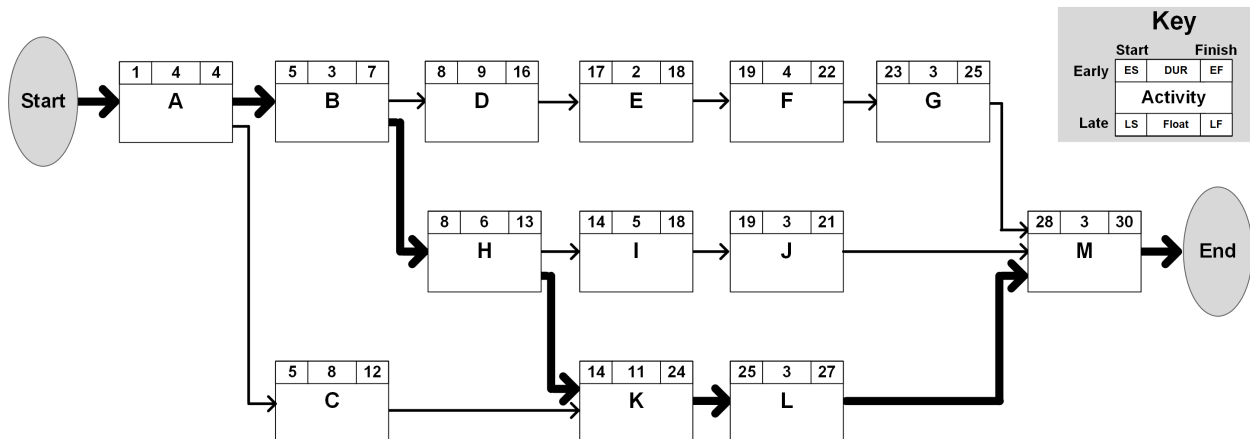 Key
Start Finish
Early ES DUR EF
Activity
Late LS Float LF
Start
1 4 4
A
5 3 7
B
8 9 16
D
17 2 18
E
19 4 22
F
23 3 25
G
8 6 13
H
14 5 18
I
19 3 21
J
28 3 30
M
End
5 8 12
C
14 11 24
K
25 3 27
L